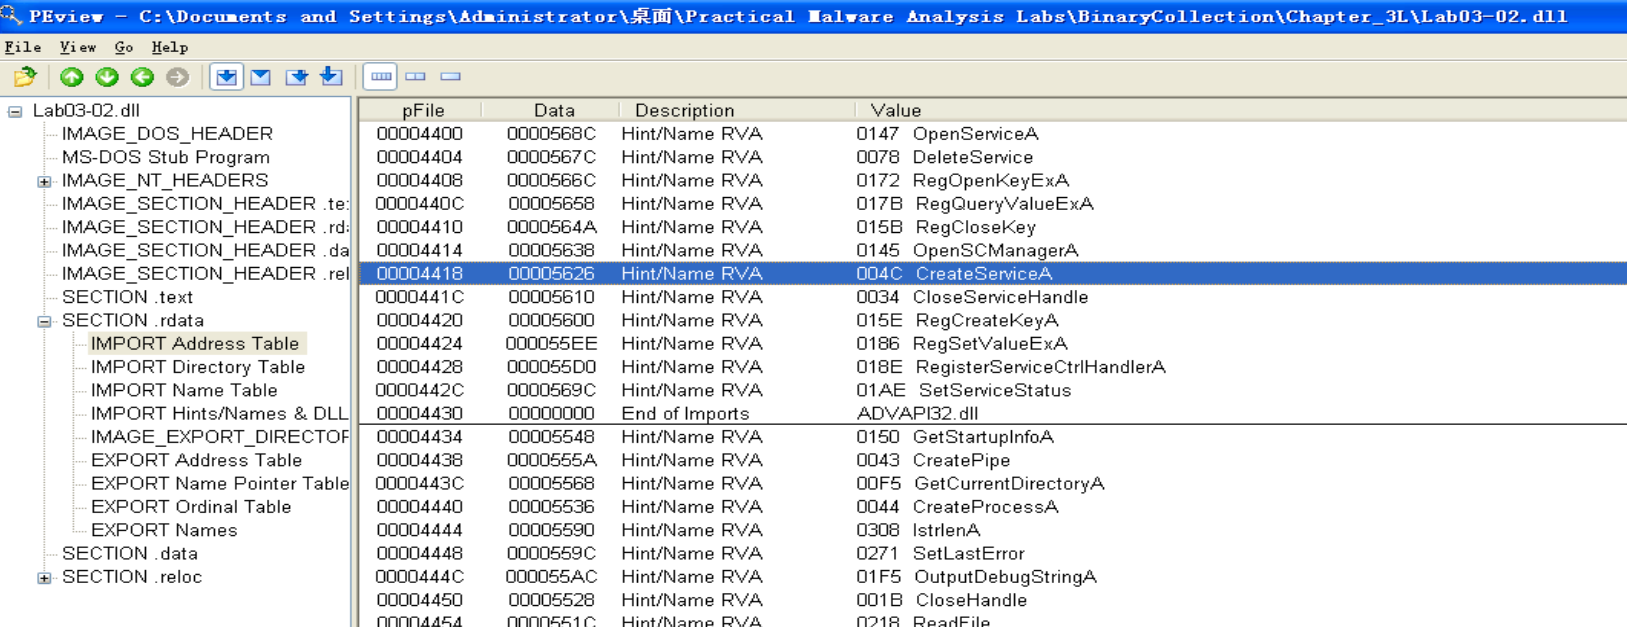 PEview - C:\Documents and Settings\Administrator\桌面\Practical Malware Analysis Labs\BinaryCollection\Chapter_3L\Lab03-02.dll
File View Go Help
Lab03-02.dll
IMAGE_DOS_HEADER
MS-DOS Stub Program
IMAGE_NT_HEADERS
IMAGE_SECTION_HEADER .te
IMAGE_SECTION_HEADER .rd
IMAGE_SECTION_HEADER .da
IMAGE_SECTION_HEADER .rel
SECTION .text
SECTION .rdata
IMPORT Address Table
IMPORT Directory Table
IMPORT Name Table
IMPORT Hints/Names & DLL
IMAGE_EXPORT_DIRECTOR
EXPORT Address Table
EXPORT Name Pointer Table
EXPORT Ordinal Table
EXPORT Names
SECTION .data
SECTION .reloc
pFile Data Description Value
00004400 0000568C Hint/Name RVA 0147 OpenServiceA
00004404 0000567C Hint/Name RVA 0078 DeleteService
00004408 0000566C Hint/Name RVA 0172 RegOpenKeyExA
0000440C 00005658 Hint/Name RVA 017B RegQueryValueExA
00004410 0000564A Hint/Name RVA 015B RegCloseKey
00004414 00005638 Hint/Name RVA 0145 OpenSCManagerA
00004418 00005626 Hint/Name RVA 004C CreateServiceA
0000441C 00005610 Hint/Name RVA 0034 CloseServiceHandle
00004420 00005600 Hint/Name RVA 015E RegCreateKeyA
00004424 000055EE Hint/Name RVA 0186 RegSetValueExA
00004428 000055D0 Hint/Name RVA 018E RegisterServiceCtrlHandlerA
0000442C 0000569C Hint/Name RVA 01AE SetServiceStatus
00004430 00000000 End of Imports ADVAPI32.dll
00004434 00005548 Hint/Name RVA 0150 GetStartupInfoA
00004438 0000555A Hint/Name RVA 0043 CreatePipe
0000443C 00005568 Hint/Name RVA 00F5 GetCurrentDirectoryA
00004440 00005536 Hint/Name RVA 0044 CreateProcessA
00004444 00005590 Hint/Name RVA 0308 lstrlenA
00004448 0000559C Hint/Name RVA 0271 SetLastError
0000444C 000055AC Hint/Name RVA 01F5 OutputDebugStringA
00004450 00005528 Hint/Name RVA 001B CloseHandle
00004454 0000551C Hint/Name RVA 0218 ReadFile